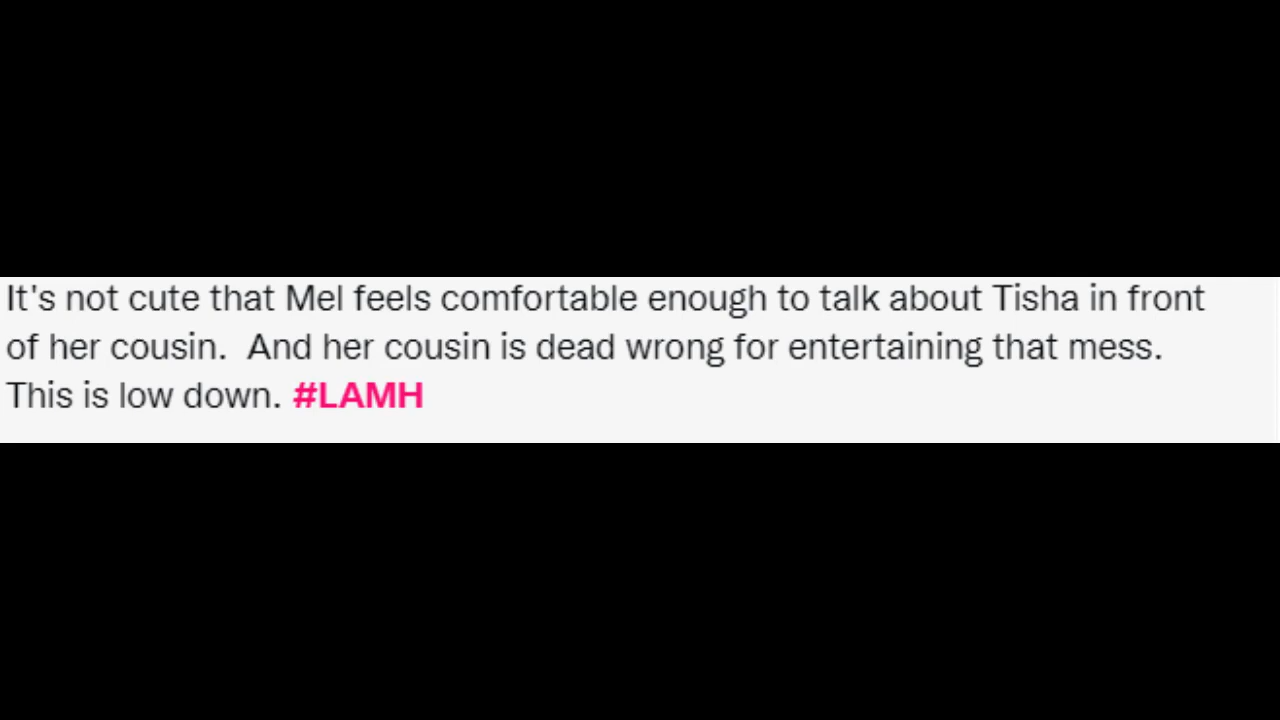 It's not cute that Mel feels comfortable enough to talk about Tisha in front
of her cousin.  And her cousin is dead wrong for entertaining that mess.
This is low down. #LAMH